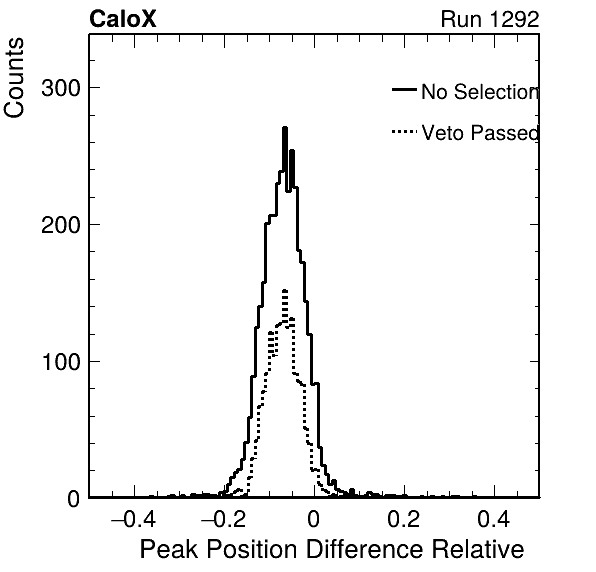 CaloX Run 1292
Counts
300
No Selection
Veto Passed
200
100
0
−0.4 −0.2 0 0.2 0.4
Peak Position Difference Relative